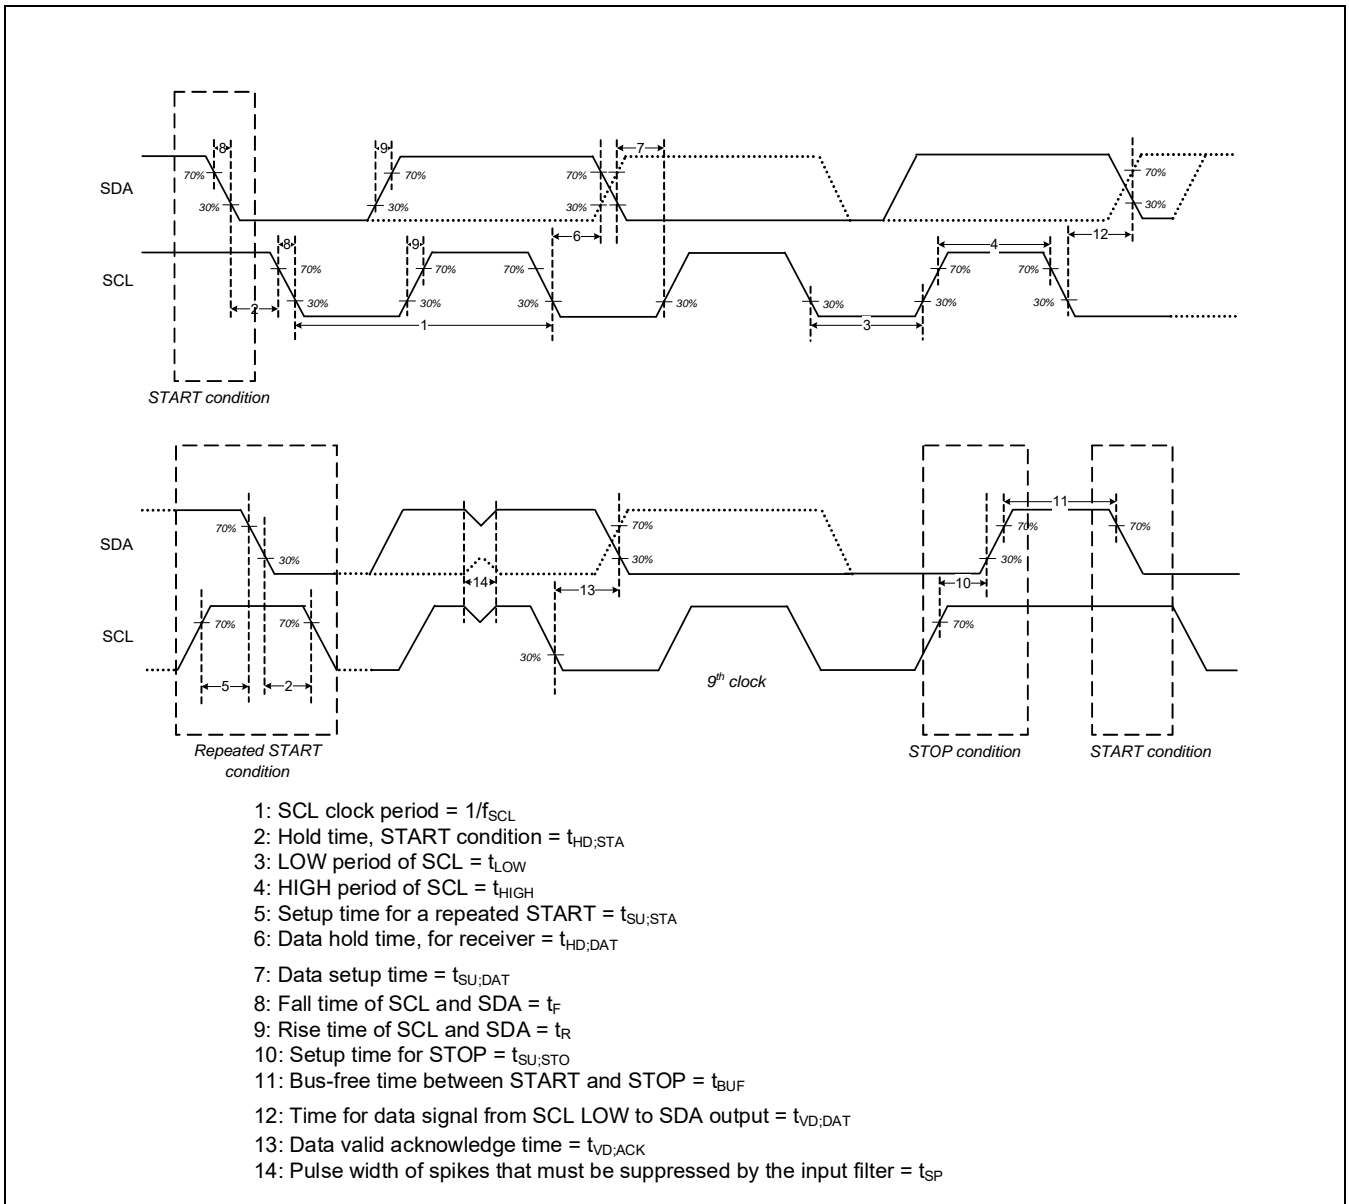 8 9 7
70% 70% 70% 70%
SDA
30% 30% 30% 30%
12
6
8 9 4
70% 70% 70% 70% 70%
SCL
30% 30% 30% 30% 30% 30% 30%
2
1 3
START condition
11
70% 70% 70% 70%
SDA
30% 30% 30%
14 13 10
70% 70% 70%
SCL
30%
5 2
9th clock
Repeated START
condition
STOP condition START condition
1: SCL clock period = 1/fSCL
2: Hold time, START condition = tHD;STA
3: LOW period of SCL = tLOW
4: HIGH period of SCL = tHIGH
5: Setup time for a repeated START = tSU;STA
6: Data hold time, for receiver = tHD;DAT
7: Data setup time = tSU;DAT
8: Fall time of SCL and SDA = tF
9: Rise time of SCL and SDA = tR
10: Setup time for STOP = tSU;STO
11: Bus-free time between START and STOP = tBUF
12: Time for data signal from SCL LOW to SDA output = tVD;DAT
13: Data valid acknowledge time = tVD;ACK
14: Pulse width of spikes that must be suppressed by the input filter = tSP